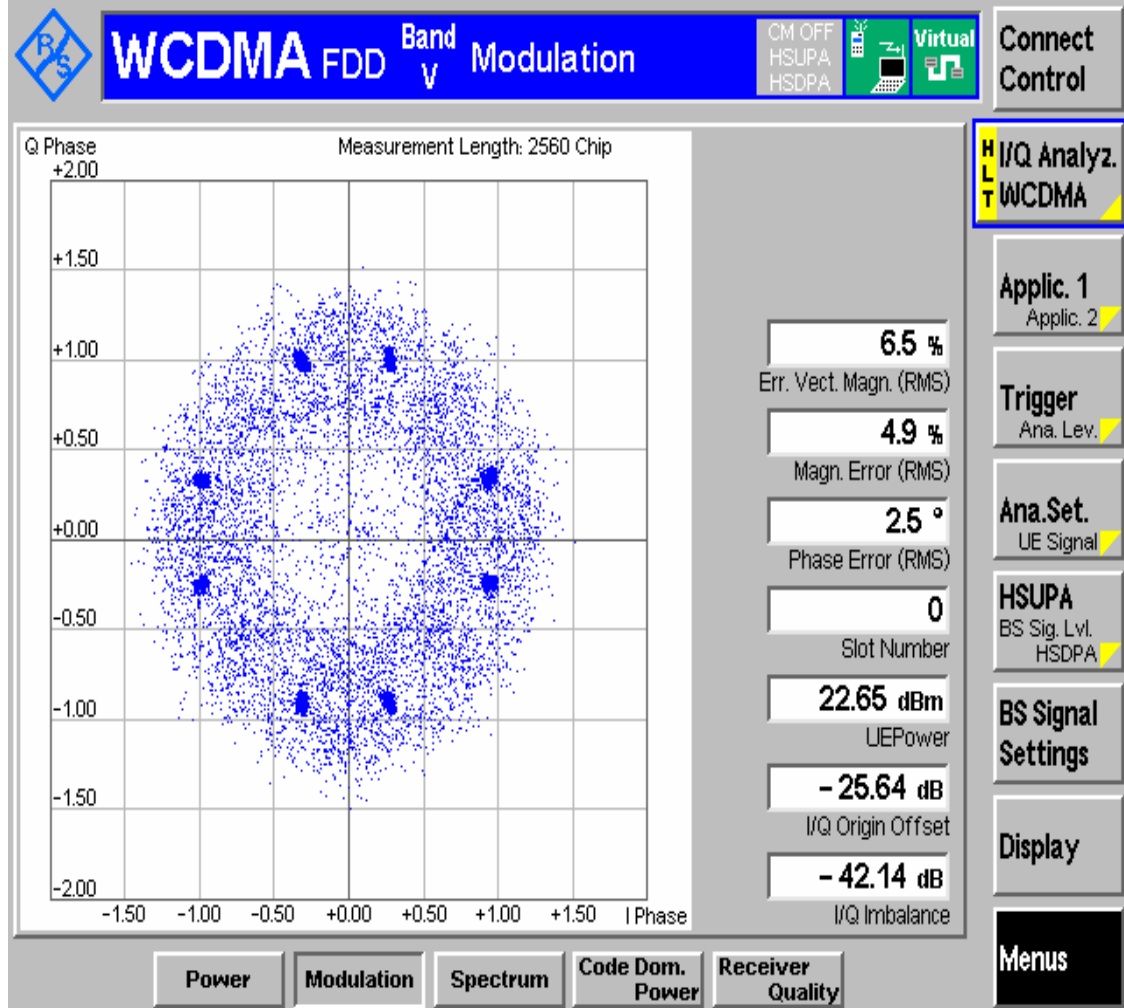 R/S
WCDMA FDD Band V Modulation
CM OFF
HSUPA
HSDPA
Virtual
Connect
Control
Q Phase
Measurement Length: 2560 Chip
+2.00
+1.50
+1.00
+0.50
+0.00
-0.50
-1.00
-1.50
-2.00
-1.50 -1.00 -0.50 +0.00 +0.50 +1.00 +1.50 I Phase
6.5 %
Err. Vect. Magn. (RMS)
4.9 %
Magn. Error (RMS)
2.5 °
Phase Error (RMS)
0
Slot Number
22.65 dBm
UEPower
- 25.64 dB
I/Q Origin Offset
- 42.14 dB
I/Q Imbalance
HLT
I/Q Analyz.
WCDMA
Applic. 1
Applic. 2
Trigger
Ana. Lev.
Ana.Set.
UE Signal
HSUPA
BS Sig. Lvl.
HSDPA
BS Signal
Settings
Display
Menus
Power
Modulation
Spectrum
Code Dom.
Power
Receiver
Quality